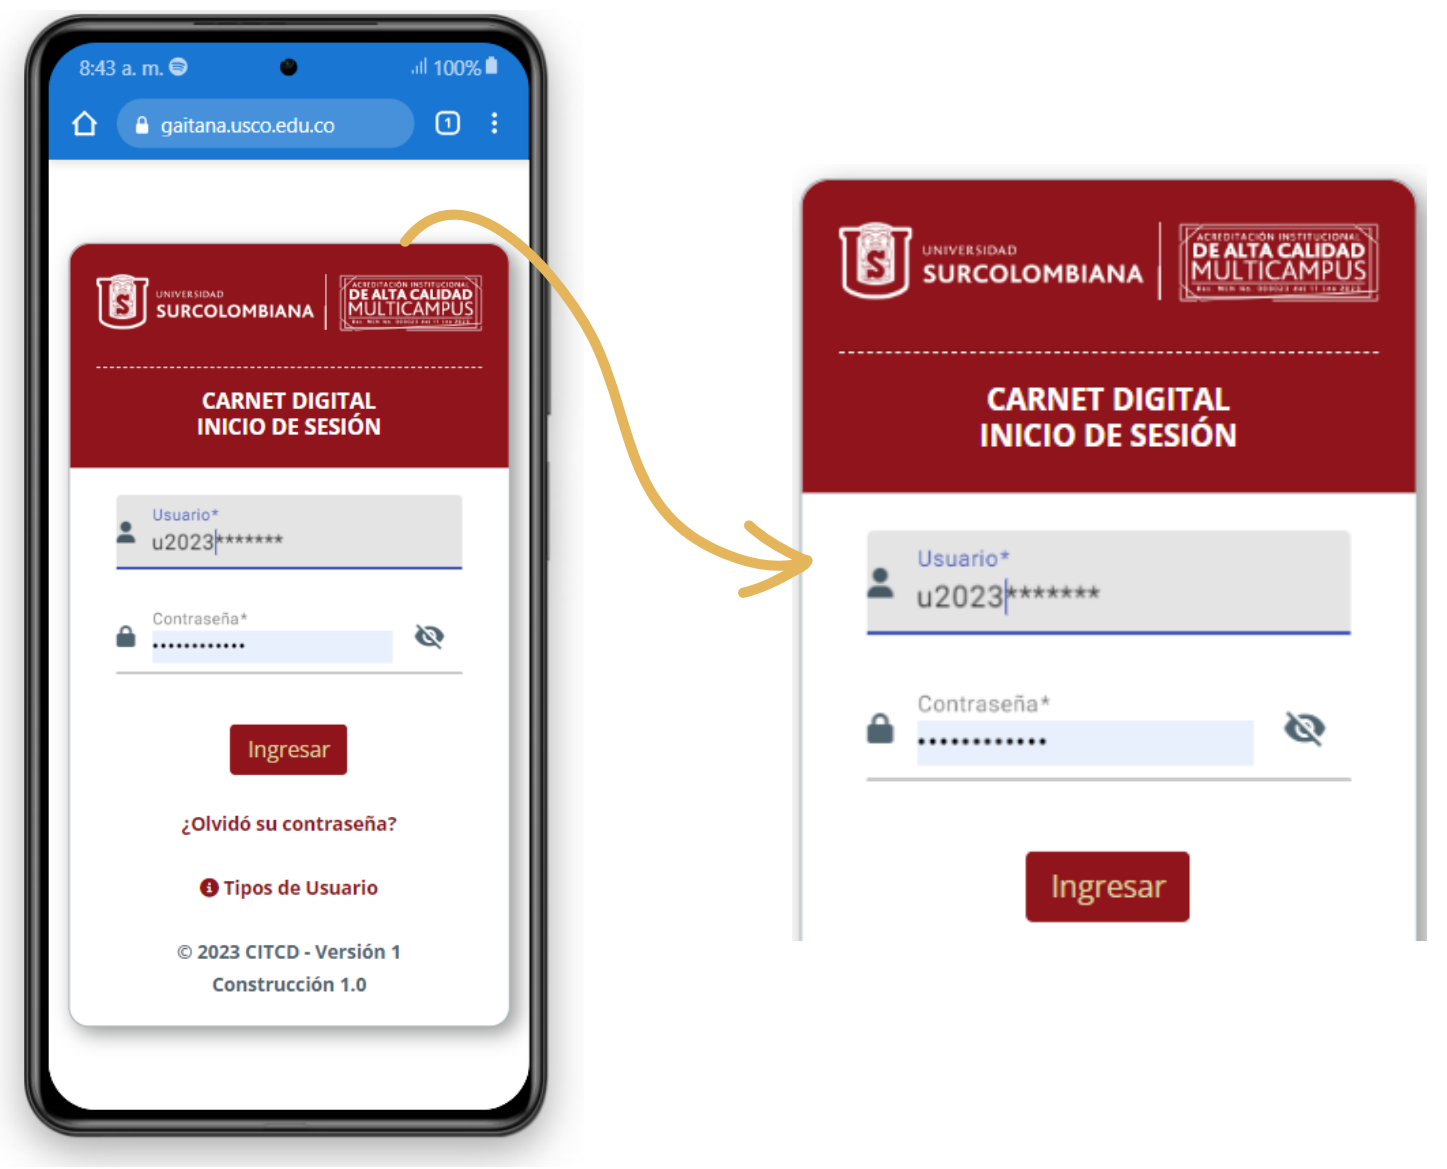 8:43 a. m.
100%
gaitana.usco.edu.co
1
UNIVERSIDAD
SURCOLOMBIANA
ACREDITACIÓN INSTITUCIONAL
DE ALTA CALIDAD
MULTICAMPUS
CARNET DIGITAL
INICIO DE SESIÓN
Usuario*
u2023*******
Contraseña*
••••••••••••
Ingresar
¿Olvidó su contraseña?
Tipos de Usuario
© 2023 CITCD - Versión 1
Construcción 1.0
UNIVERSIDAD
SURCOLOMBIANA
ACREDITACIÓN INSTITUCIONAL
DE ALTA CALIDAD
MULTICAMPUS
CARNET DIGITAL
INICIO DE SESIÓN
Usuario*
u2023*******
Contraseña*
••••••••••••
Ingresar